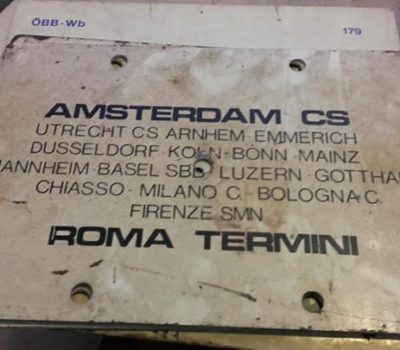 ÖBB-Wb 179
AMSTERDAM CS
UTRECHT CS ARNHEM-EMMERICH
DUSSELDORF-KOLN-BONN-MAINZ
MANNHEIM-BASEL SBB-LUZERN-GOTTHA
CHIASSO-MILANO C. BOLOGNA C.
FIRENZE SMN
ROMA TERMINI